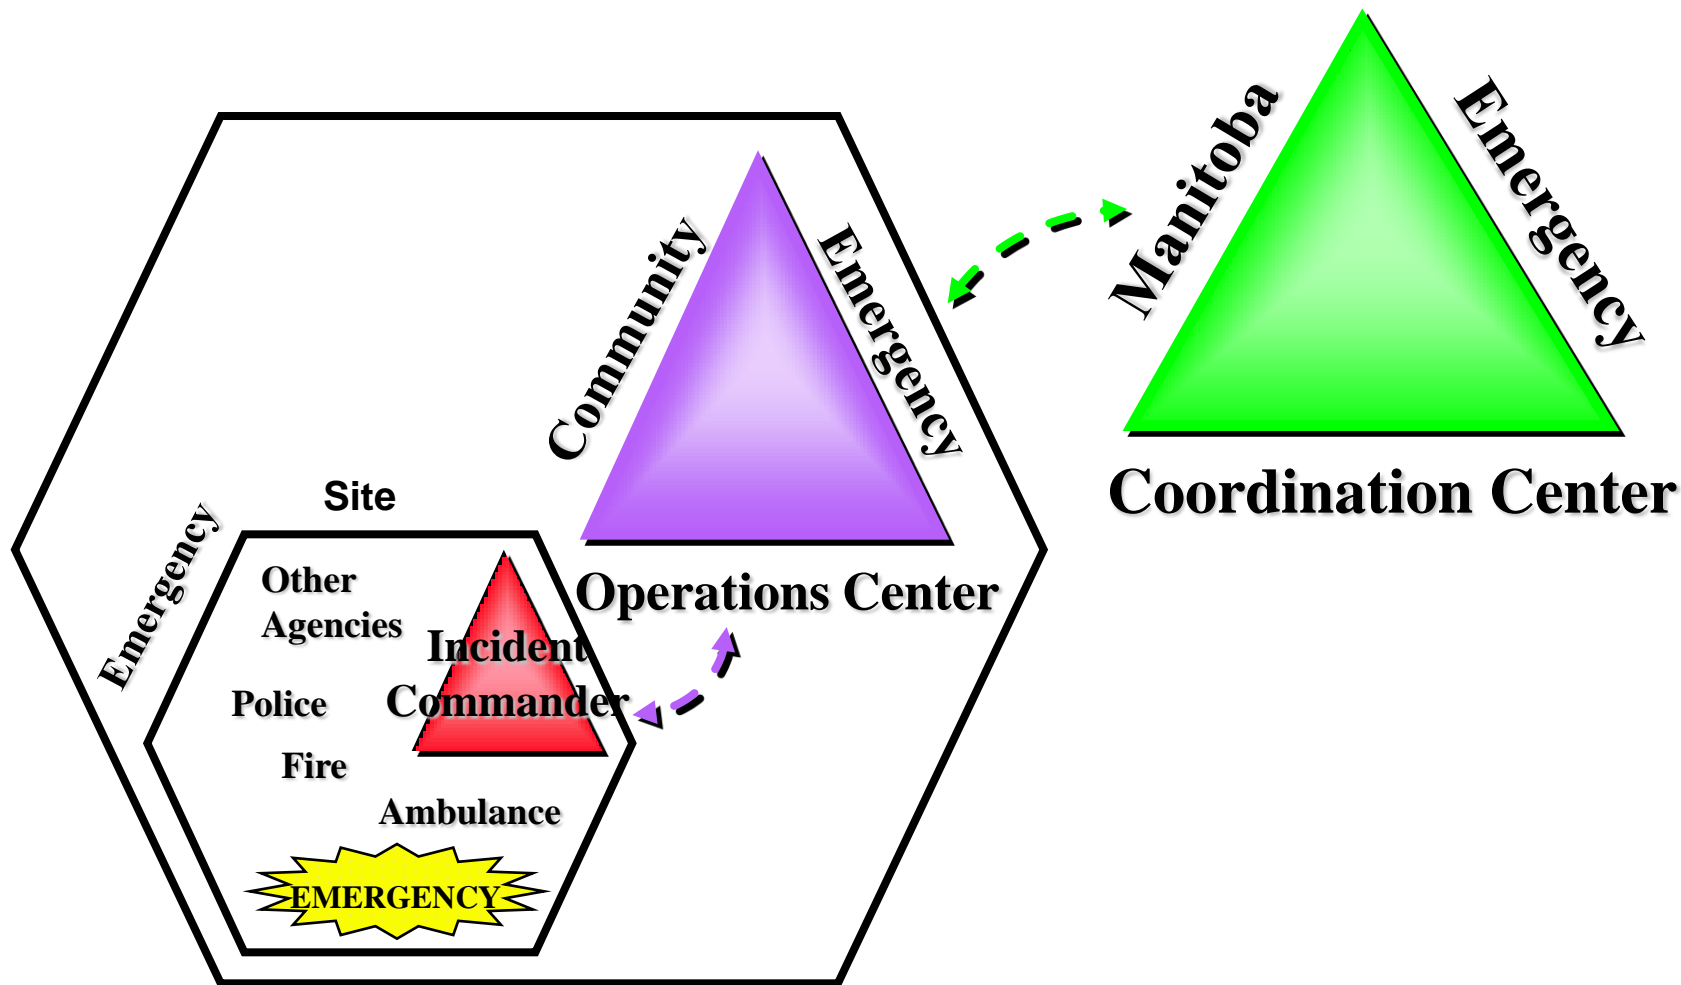 Manitoba
Emergency
Coordination Center
Community
Emergency
Operations Center
Emergency
Site
Other
Agencies
Incident
Commander
Police
Fire
Ambulance
EMERGENCY